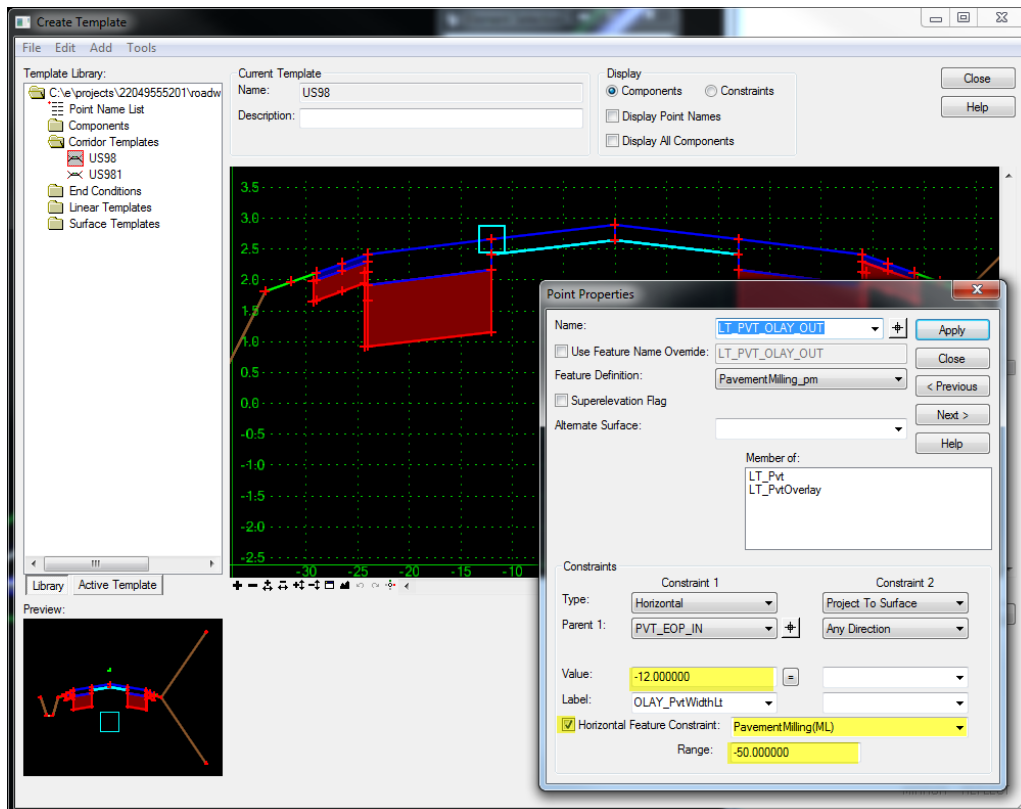 Create Template
File Edit Add Tools
Template Library:
C:\e\projects\22049555201\roadw
Point Name List
Components
Corridor Templates
US98
US981
End Conditions
Linear Templates
Surface Templates
Library Active Template
Preview:
Current Template
Name: US98
Description:
Display
Components Constraints
Display Point Names
Display All Components
Close
Help
3.5
3.0
2.5
2.0
1.5
1.0
0.5
0.0
-0.5
-1.0
-1.5
-2.0
-2.5
-30 -25 -20 -15 -10
Point Properties
Name: LT_PVT_OLAY_OUT
Use Feature Name Override: LT_PVT_OLAY_OUT
Feature Definition: PavementMilling_pm
Superelevation Flag
Alternate Surface:
Apply
Close
< Previous
Next >
Help
Member of:
LT_Pvt
LT_PvtOverlay
Constraints
Constraint 1 Constraint 2
Type: Horizontal Project To Surface
Parent 1: PVT_EOP_IN Any Direction
Value: -12.000000 =
Label: OLAY_PvtWidthLt
Horizontal Feature Constraint: PavementMilling(ML)
Range: -50.000000